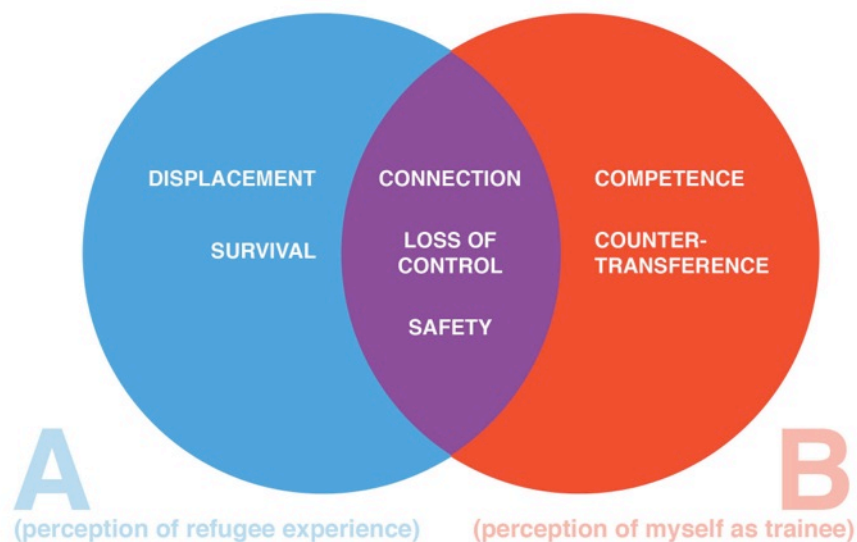 DISPLACEMENT
SURVIVAL
CONNECTION
LOSS OF
CONTROL
SAFETY
COMPETENCE
COUNTER-
TRANSFERENCE
A
(perception of refugee experience)
B
(perception of myself as trainee)